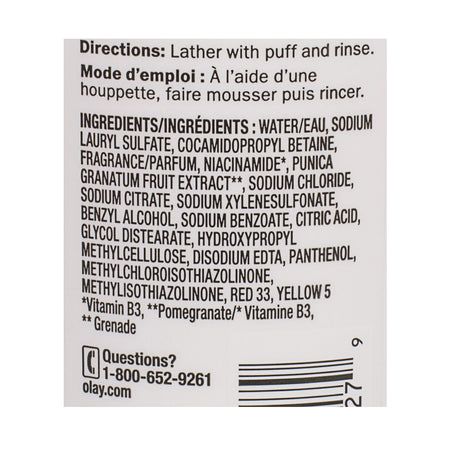 Directions: Lather with puff and rinse.
Mode d'emploi : À l'aide d'une
houppette, faire mousser puis rincer.
INGREDIENTS/INGRÉDIENTS : WATER/EAU, SODIUM
LAURYL SULFATE, COCAMIDOPROPYL BETAINE,
FRAGRANCE/PARFUM, NIACINAMIDE*, PUNICA
GRANATUM FRUIT EXTRACT**, SODIUM CHLORIDE,
SODIUM CITRATE, SODIUM XYLENESULFONATE,
BENZYL ALCOHOL, SODIUM BENZOATE, CITRIC ACID,
GLYCOL DISTEARATE, HYDROXYPROPYL
METHYLCELLULOSE, DISODIUM EDTA, PANTHENOL,
METHYLCHLOROISOTHIAZOLINONE,
METHYLISOTHIAZOLINONE, RED 33, YELLOW 5
*Vitamin B3, **Pomegranate/* Vitamine B3,
** Grenade
Questions?
1-800-652-9261
olay.com
27
9